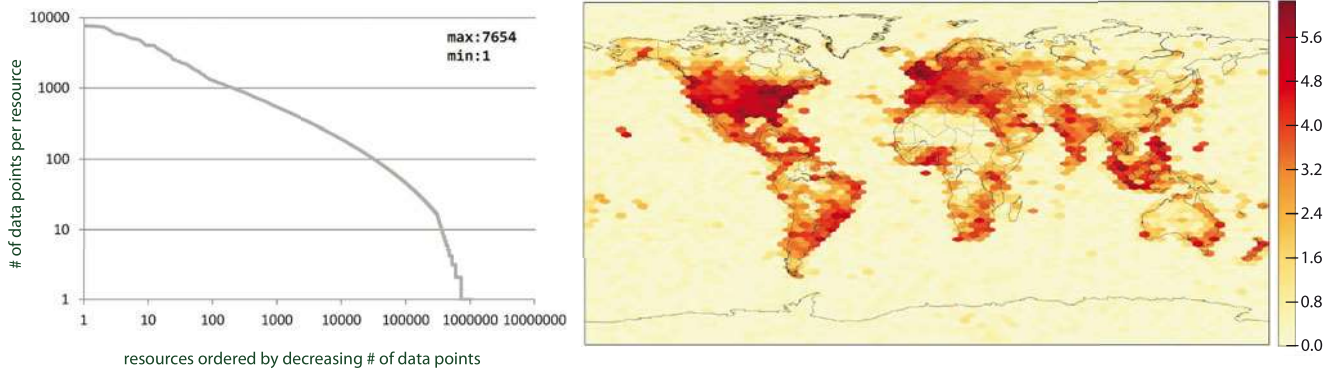 10000
1000
100
10
1
max:7654
min:1
# of data points per resource
1 10 100 1000 10000 100000 1000000 10000000
resources ordered by decreasing # of data points
5.6
4.8
4.0
3.2
2.4
1.6
0.8
0.0